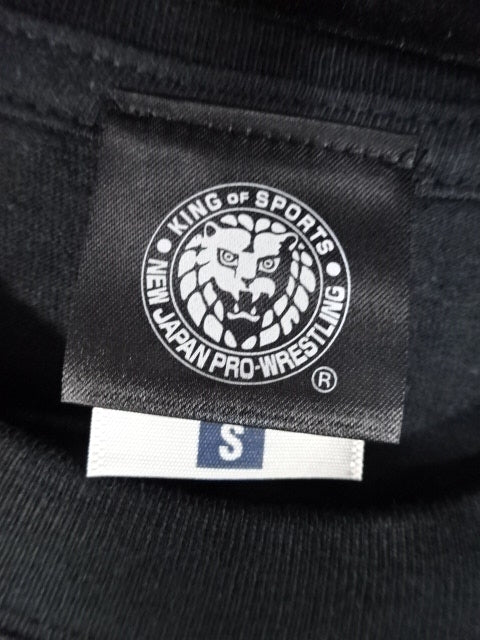 KING OF SPORTS
NEW JAPAN PRO-WRESTLING
®
S